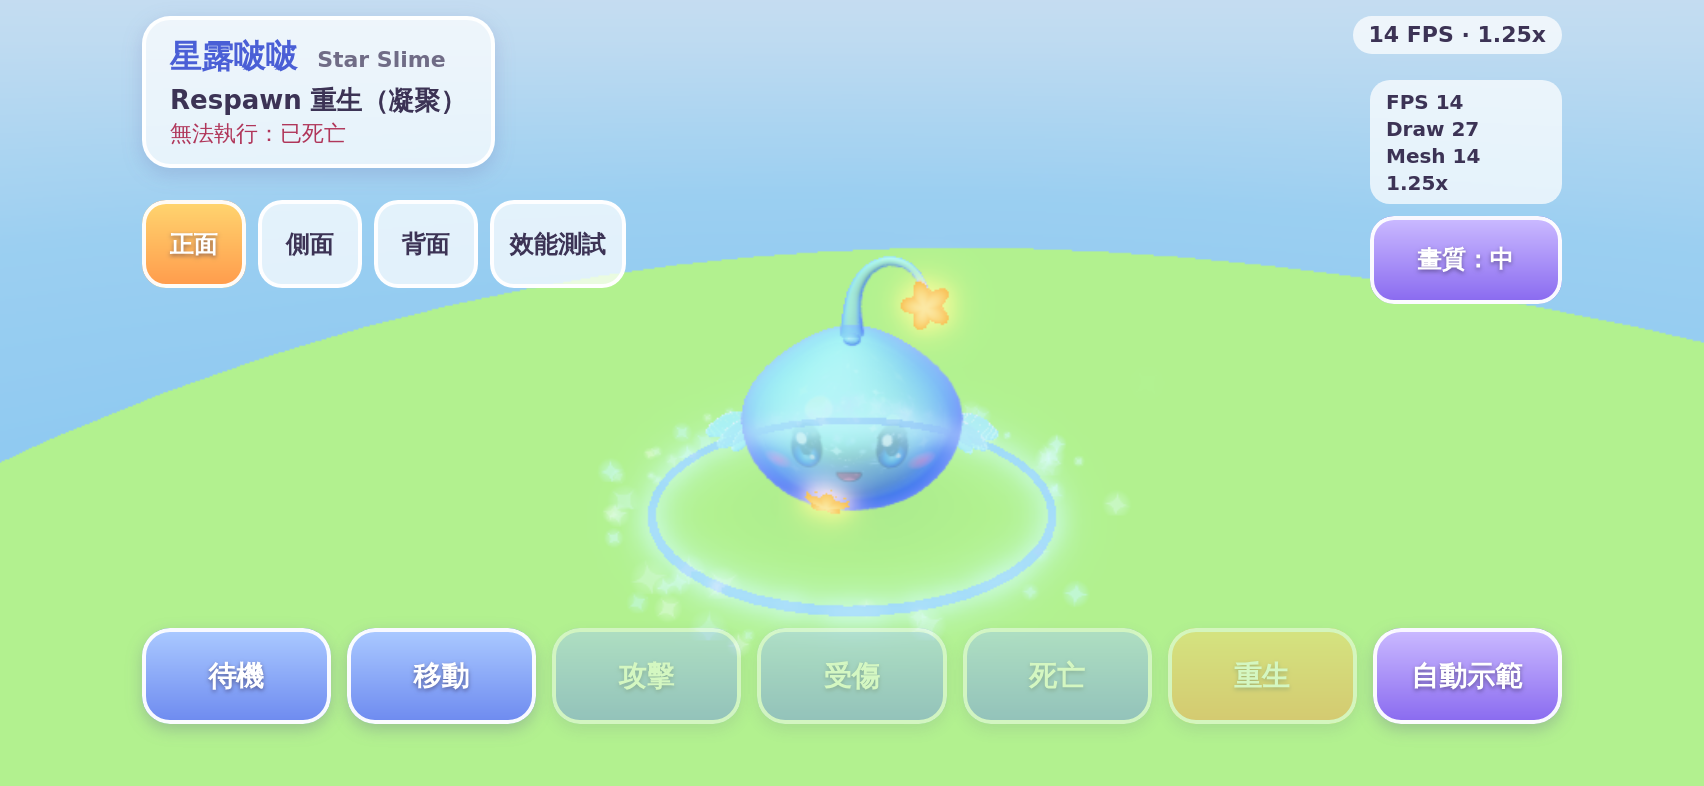 星露啵啵 Star Slime
Respawn 重生（凝聚）
無法執行：已死亡
14 FPS · 1.25x
FPS 14
Draw 27
Mesh 14
1.25x
正面 側面 背面 效能測試
畫質：中
待機 移動 攻擊 受傷 死亡 重生 自動示範